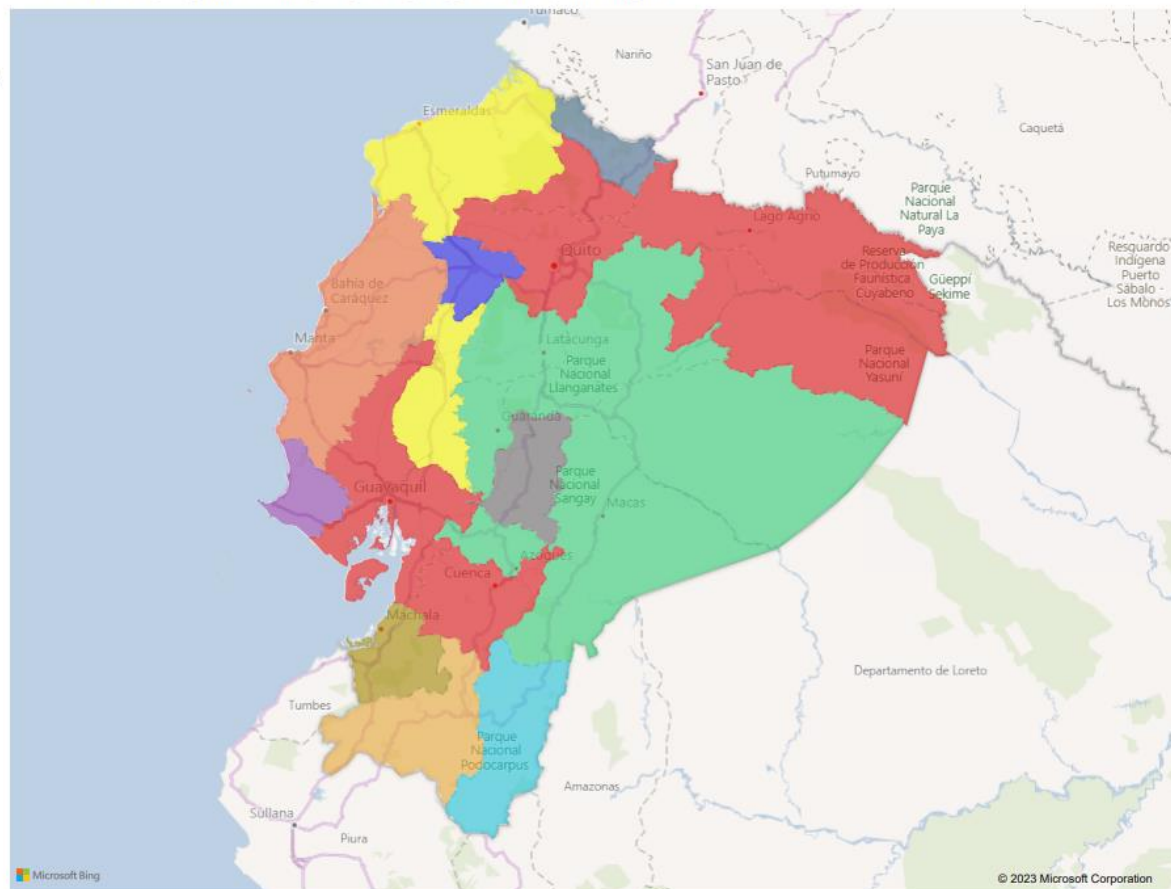 Tumaco
Nariño
San Juan de
Pasto
Caquetá
Esmeraldas
Putumayo
Parque
Nacional
Natural La
Paya
Lago Agrio
Quito
Reserva
de Producción
Faunística
Cuyabeno
Güeppí
Sekime
Resguardo
Indígena
Puerto
Sábalo -
Los Monos
Bahía de
Caráquez
Manta
Latacunga
Parque
Nacional
Llanganates
Parque
Nacional
Yasuní
Guaranda
Parque
Nacional
Sangay
Guayaquil
Macas
Azogues
Cuenca
Machala
Departamento de Loreto
Tumbes
Parque
Nacional
Podocarpus
Amazonas
Sullana
Piura
Microsoft Bing
© 2023 Microsoft Corporation